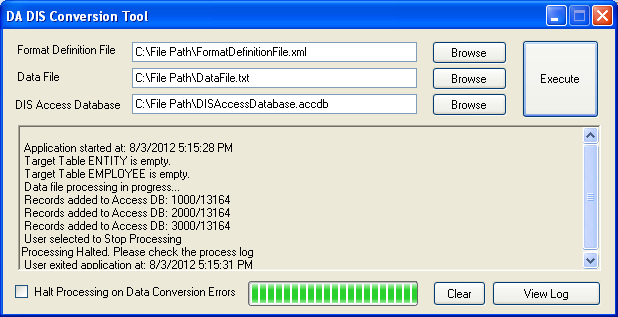 DA DIS Conversion Tool
Format Definition File C:\File Path\FormatDefinitionFile.xml Browse
Data File C:\File Path\DataFile.txt Browse
Execute
DIS Access Database C:\File Path\DISAccessDatabase.accdb Browse
Application started at: 8/3/2012 5:15:28 PM
Target Table ENTITY is empty.
Target Table EMPLOYEE is empty.
Data file processing in progress...
Records added to Access DB: 1000/13164
Records added to Access DB: 2000/13164
Records added to Access DB: 3000/13164
User selected to Stop Processing
Processing Halted. Please check the process log
User exited application at: 8/3/2012 5:15:31 PM
Halt Processing on Data Conversion Errors Clear View Log